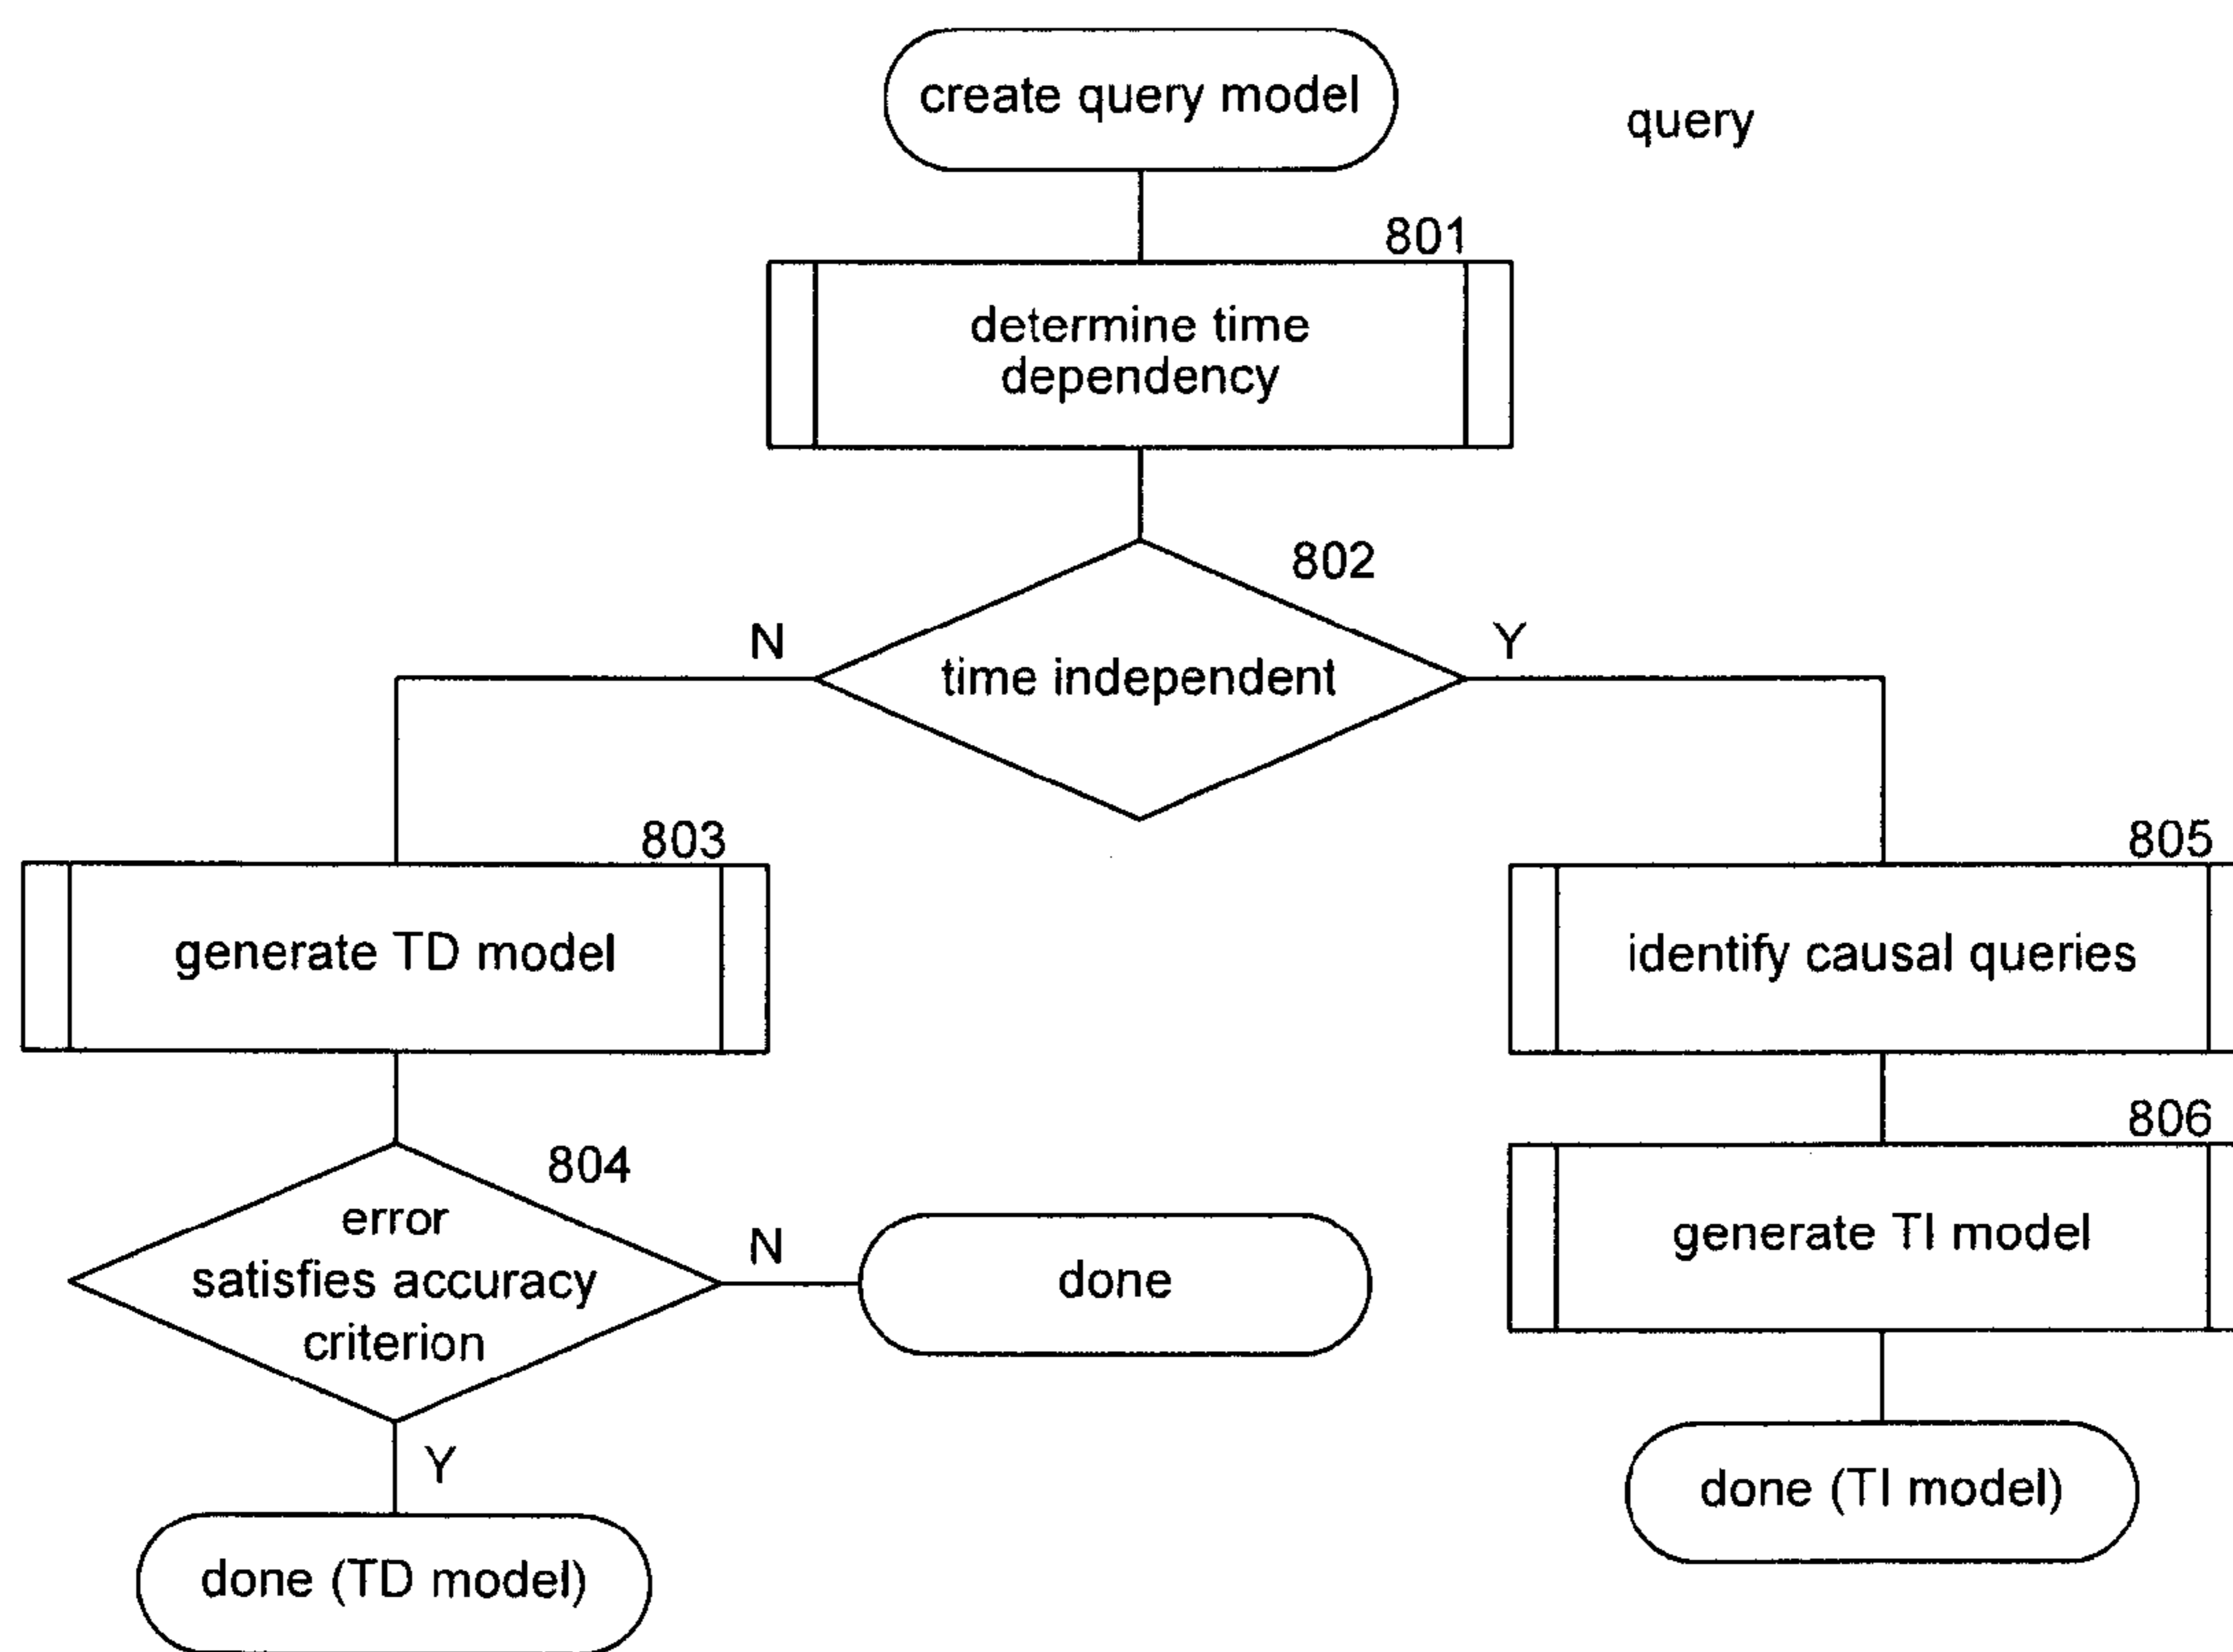 create query model
query
801
determine time
dependency
802
N
Y
time independent
803
805
generate TD model
identify causal queries
806
804
error
satisfies accuracy
criterion
N
done
generate TI model
Y
done (TI model)
done (TD model)